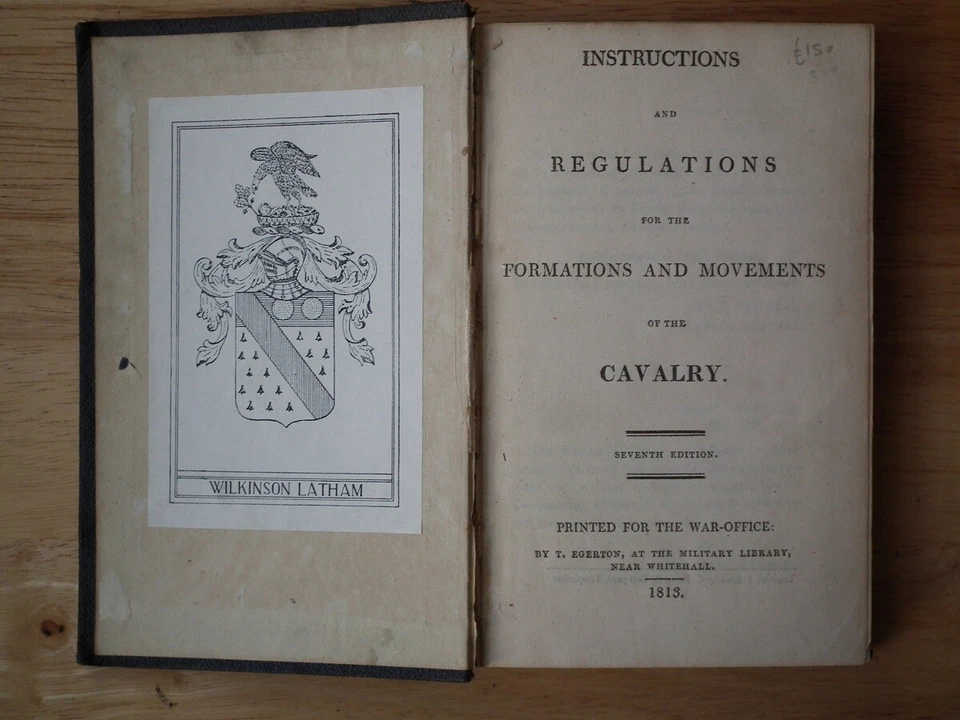 WILKINSON LATHAM
£150
INSTRUCTIONS
AND
REGULATIONS
FOR THE
FORMATIONS AND MOVEMENTS
OF THE
CAVALRY.
SEVENTH EDITION.
PRINTED FOR THE WAR-OFFICE:
BY T. EGERTON, AT THE MILITARY LIBRARY,
NEAR WHITEHALL.
1813.